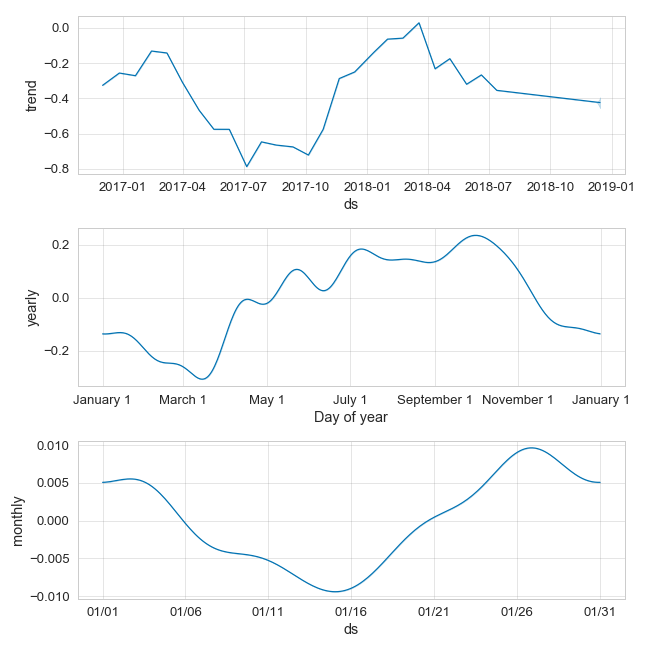 0.0
−0.2
−0.4
−0.6
−0.8
trend
2017-01 2017-04 2017-07 2017-10 2018-01 2018-04 2018-07 2018-10 2019-01
ds
0.2
0.0
−0.2
yearly
January 1 March 1 May 1 July 1 September 1 November 1 January 1
Day of year
0.010
0.005
0.000
−0.005
−0.010
monthly
01/01 01/06 01/11 01/16 01/21 01/26 01/31
ds